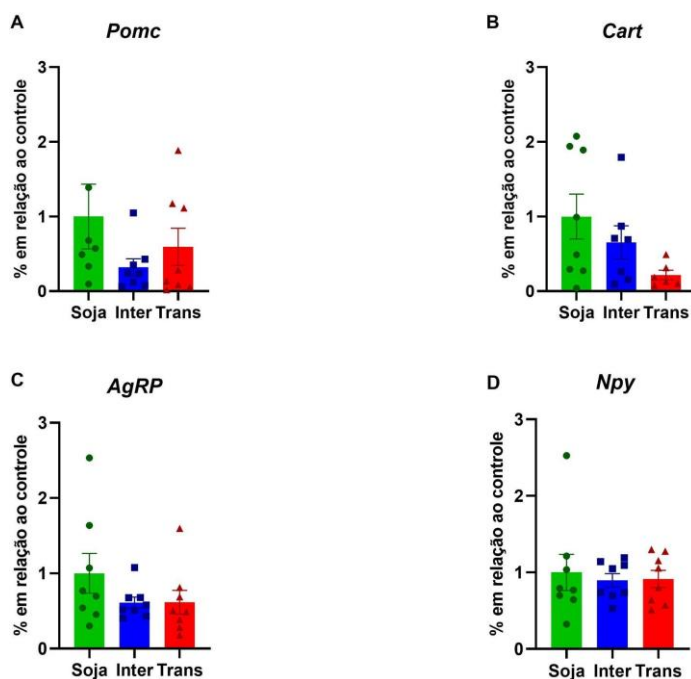 A
Pomc
% em relação ao controle
3
2
1
0
Soja Inter Trans
B
Cart
% em relação ao controle
3
2
1
0
Soja Inter Trans
C
AgRP
% em relação ao controle
3
2
1
0
Soja Inter Trans
D
Npy
% em relação ao controle
3
2
1
0
Soja Inter Trans